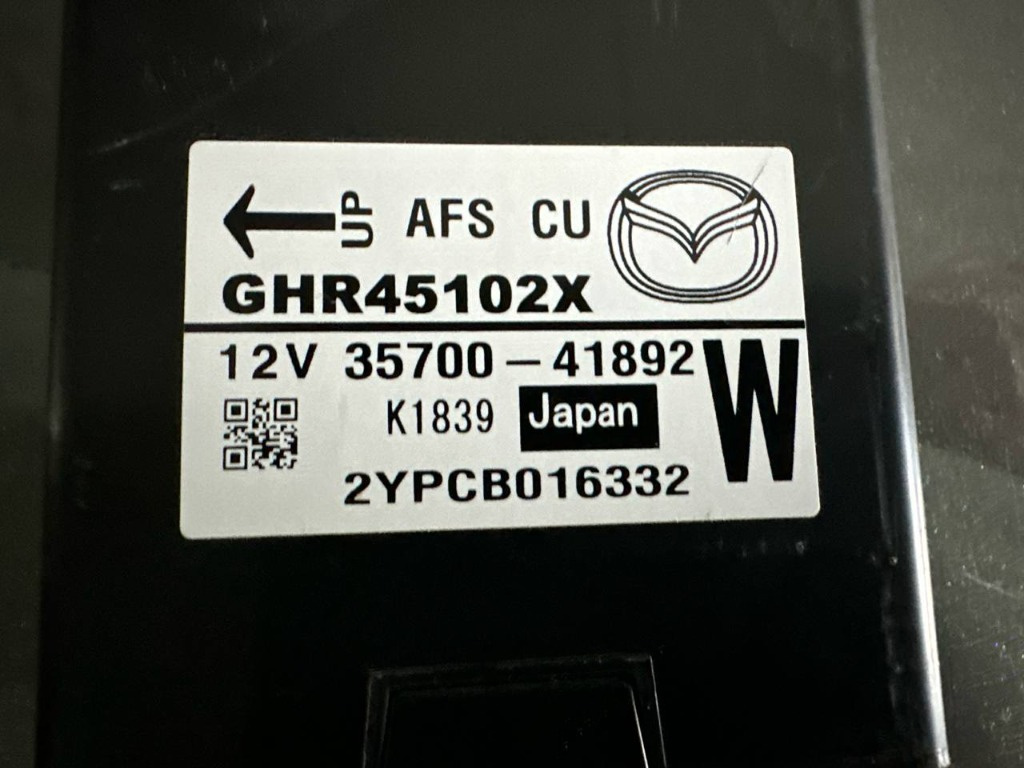 UP AFS CU
GHR45102X
12V 35700-41892 W
K1839 Japan
2YPCB016332